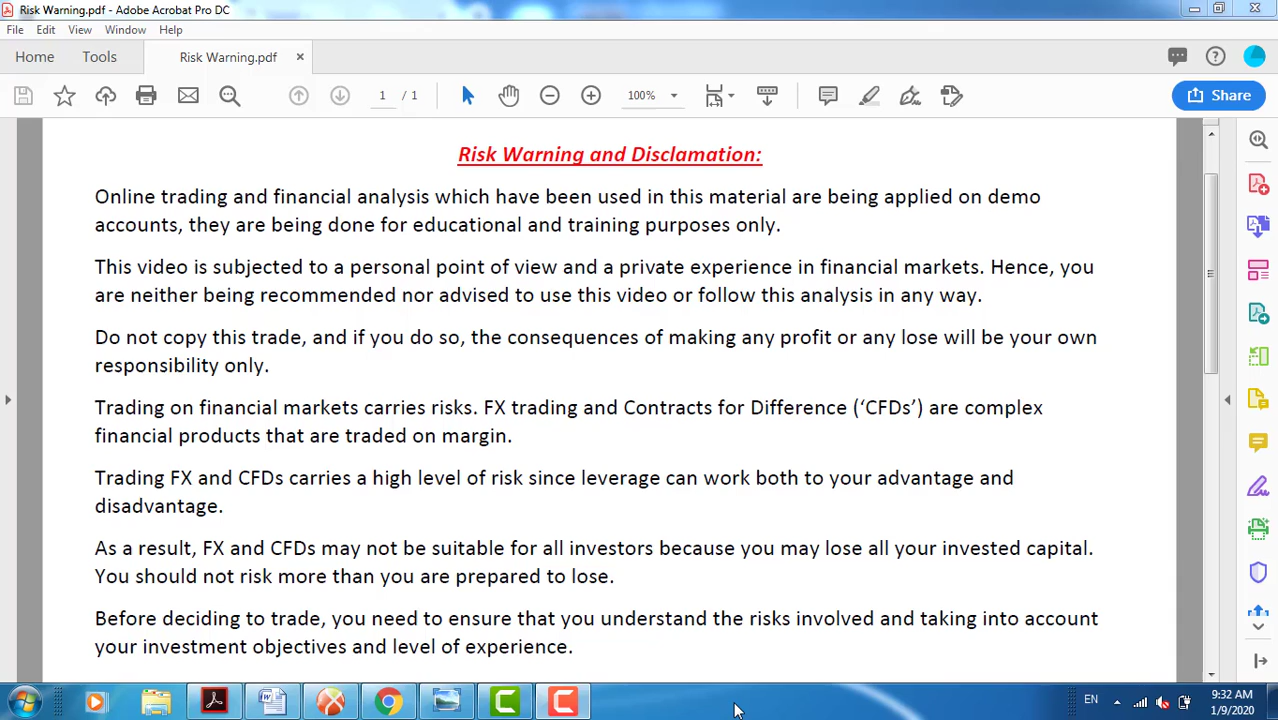 Risk Warning.pdf - Adobe Acrobat Pro DC
File Edit View Window Help
Home Tools Risk Warning.pdf
1 / 1 100% Share
Risk Warning and Disclamation:
Online trading and financial analysis which have been used in this material are being applied on demo
accounts, they are being done for educational and training purposes only.
This video is subjected to a personal point of view and a private experience in financial markets. Hence, you
are neither being recommended nor advised to use this video or follow this analysis in any way.
Do not copy this trade, and if you do so, the consequences of making any profit or any lose will be your own
responsibility only.
Trading on financial markets carries risks. FX trading and Contracts for Difference (‘CFDs’) are complex
financial products that are traded on margin.
Trading FX and CFDs carries a high level of risk since leverage can work both to your advantage and
disadvantage.
As a result, FX and CFDs may not be suitable for all investors because you may lose all your invested capital.
You should not risk more than you are prepared to lose.
Before deciding to trade, you need to ensure that you understand the risks involved and taking into account
your investment objectives and level of experience.
EN 9:32 AM
1/9/2020